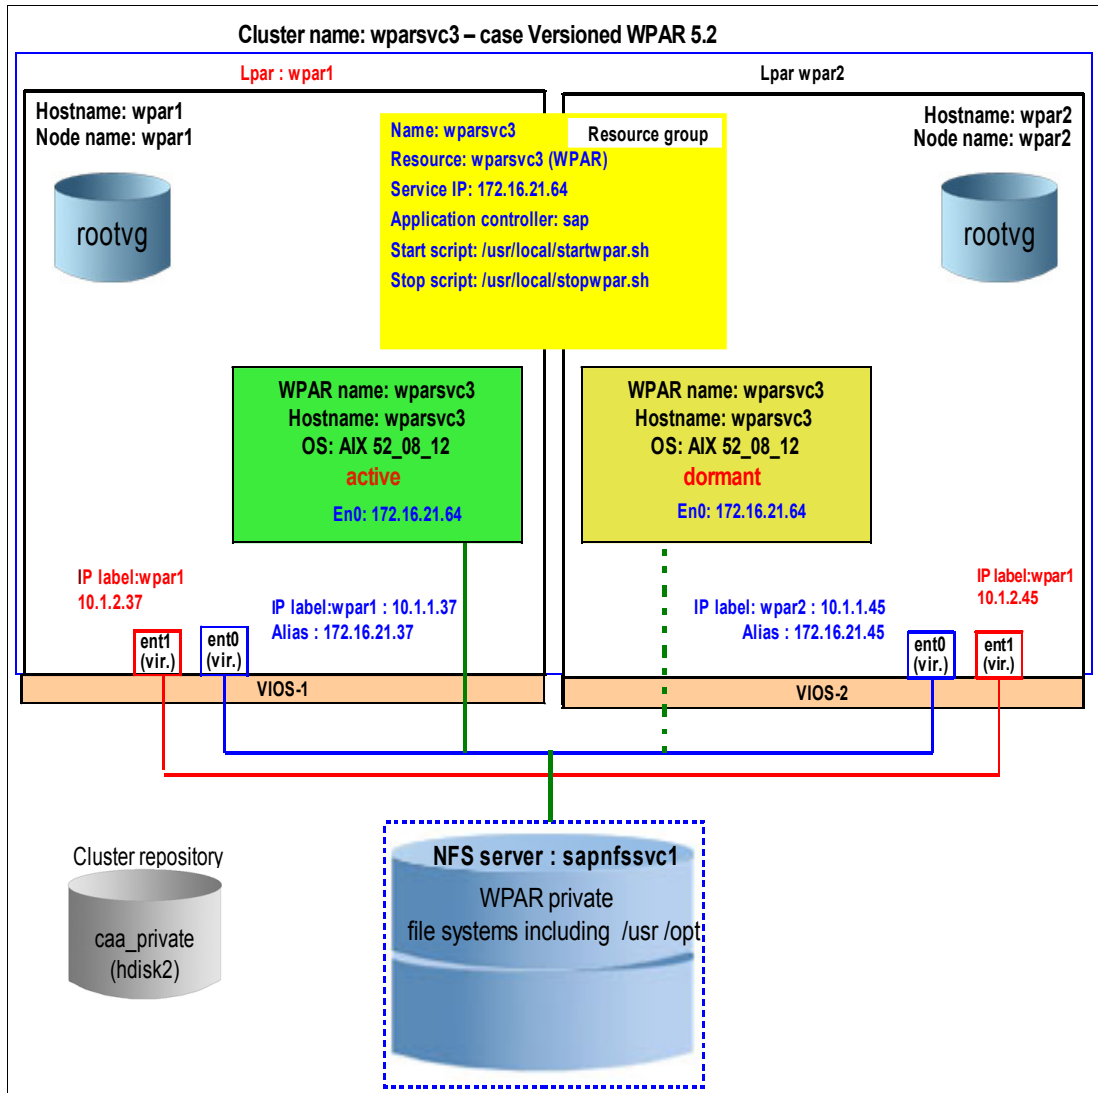 Cluster name: wparsvc3 – case Versioned WPAR 5.2
Lpar : wpar1
Lpar wpar2
Hostname: wpar1
Node name: wpar1
Hostname: wpar2
Node name: wpar2
rootvg
rootvg
Resource group
Name: wparsvc3
Resource: wparsvc3 (WPAR)
Service IP: 172.16.21.64
Application controller: sap
Start script: /usr/local/startwpar.sh
Stop script: /usr/local/stopwpar.sh
WPAR name: wparsvc3
Hostname: wparsvc3
OS: AIX 52_08_12
active
En0: 172.16.21.64
WPAR name: wparsvc3
Hostname: wparsvc3
OS: AIX 52_08_12
dormant
En0: 172.16.21.64
IP label:wpar1
10.1.2.37
IP label:wpar1 : 10.1.1.37
Alias : 172.16.21.37
IP label: wpar2 : 10.1.1.45
Alias : 172.16.21.45
IP label:wpar1
10.1.2.45
ent1
(vir.)
ent0
(vir.)
ent0
(vir.)
ent1
(vir.)
VIOS-1
VIOS-2
NFS server : sapnfssvc1
WPAR private
file systems including /usr /opt
Cluster repository
caa_private
(hdisk2)